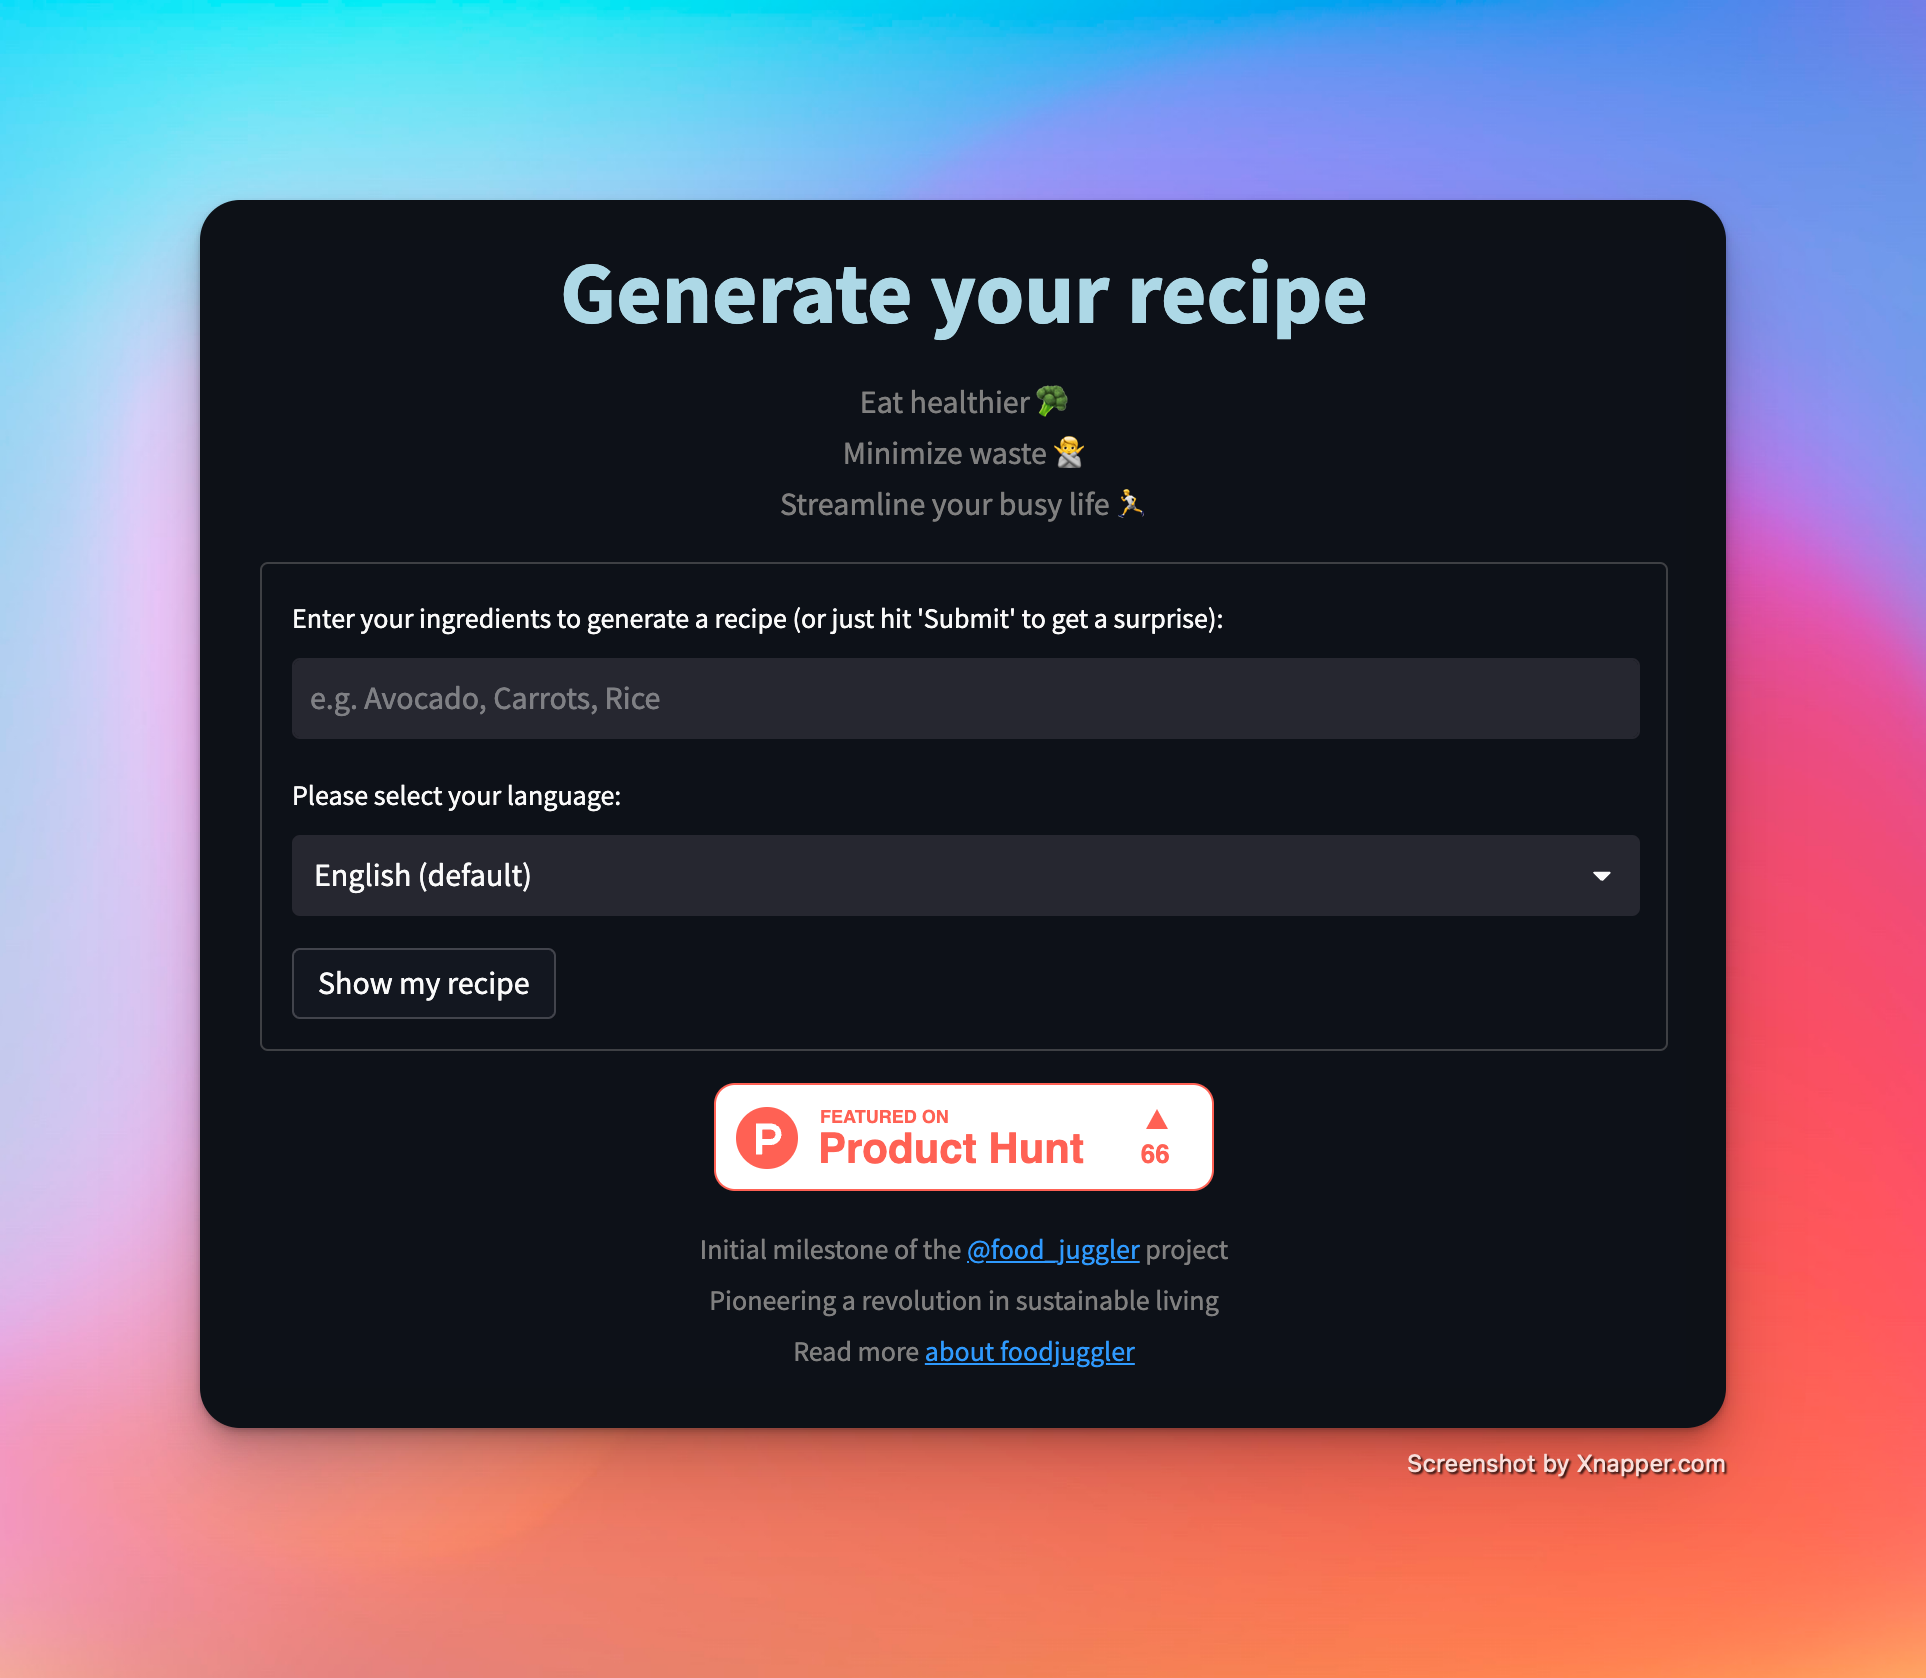 Generate your recipe
Eat healthier 🥦
Minimize waste 🙅
Streamline your busy life 🏃
Enter your ingredients to generate a recipe (or just hit 'Submit' to get a surprise):
e.g. Avocado, Carrots, Rice
Please select your language:
English (default)
Show my recipe
P
FEATURED ON
Product Hunt
▲
66
Initial milestone of the @food_juggler project
Pioneering a revolution in sustainable living
Read more about foodjuggler
Screenshot by Xnapper.com